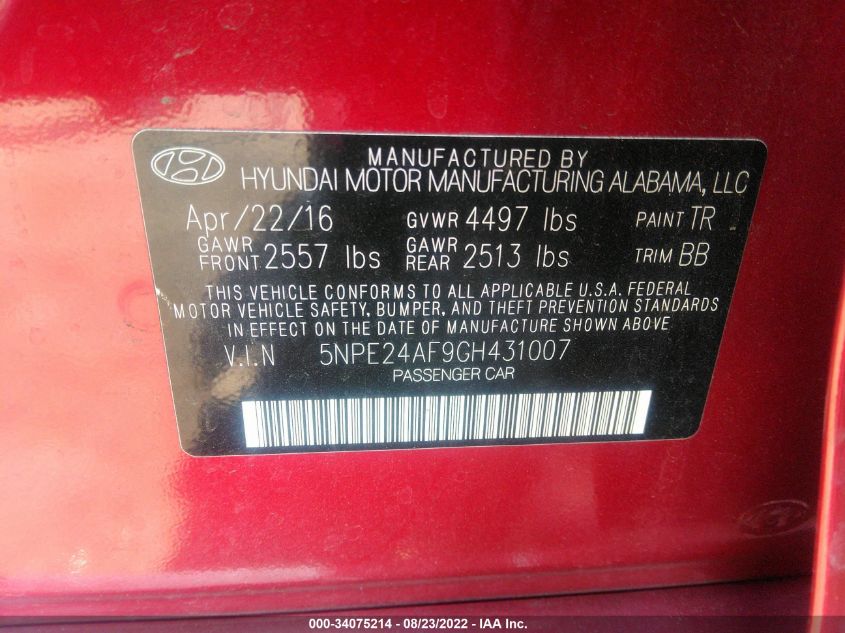 MANUFACTURED BY
HYUNDAI MOTOR MANUFACTURING ALABAMA, LLC
Apr/22/16 GVWR 4497 lbs PAINT TR
GAWR FRONT 2557 lbs GAWR REAR 2513 lbs TRIM BB
THIS VEHICLE CONFORMS TO ALL APPLICABLE U.S.A. FEDERAL
MOTOR VEHICLE SAFETY, BUMPER, AND THEFT PREVENTION STANDARDS
IN EFFECT ON THE DATE OF MANUFACTURE SHOWN ABOVE
V.I.N 5NPE24AF9GH431007
PASSENGER CAR
000-34075214 - 08/23/2022 - IAA Inc.